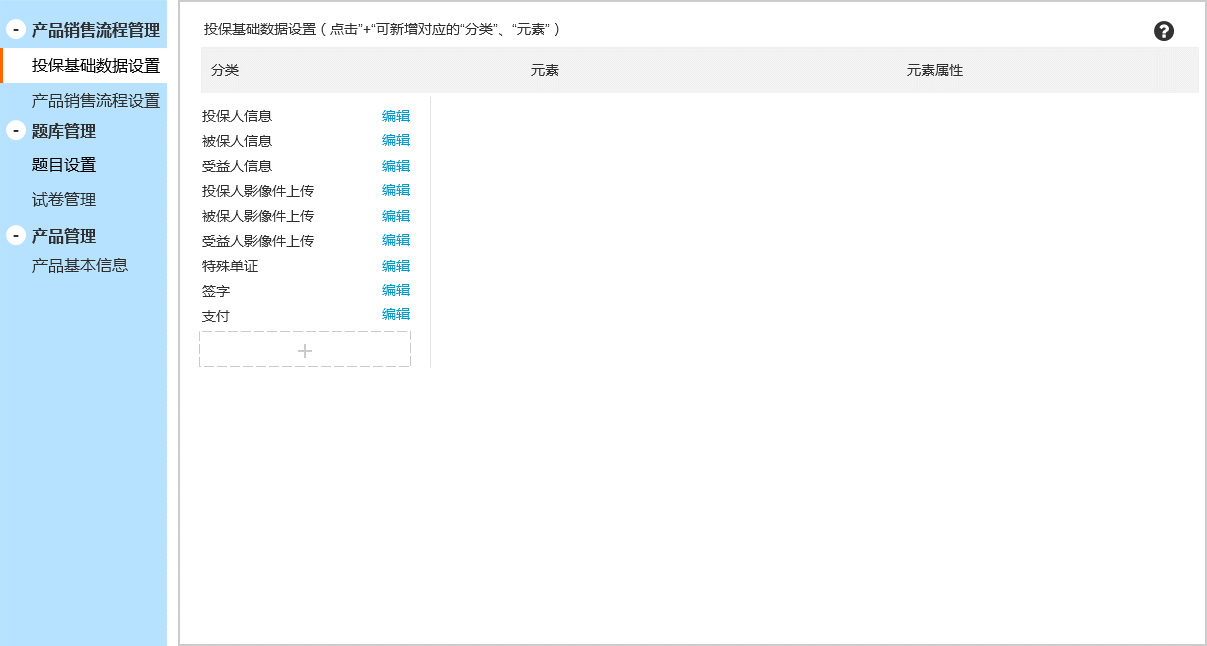 - 产品销售流程管理
投保基础数据设置
产品销售流程设置
- 题库管理
题目设置
试卷管理
- 产品管理
产品基本信息
投保基础数据设置（点击”+“可新增对应的“分类”、“元素”）
?
分类 元素 元素属性
投保人信息 编辑
被保人信息 编辑
受益人信息 编辑
投保人影像件上传 编辑
被保人影像件上传 编辑
受益人影像件上传 编辑
特殊单证 编辑
签字 编辑
支付 编辑
+